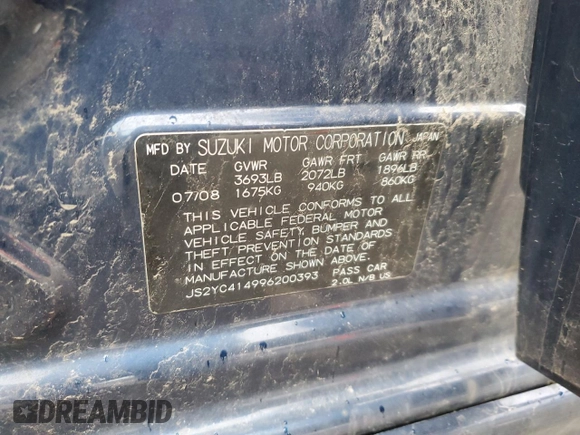 MFD BY SUZUKI MOTOR CORPORATION JAPAN
DATE GVWR GAWR FRT GAWR RR
3693LB 2072LB 1896LB
07/08 1675KG 940KG 860KG
THIS VEHICLE CONFORMS TO ALL
APPLICABLE FEDERAL MOTOR
VEHICLE SAFETY, BUMPER AND
THEFT PREVENTION STANDARDS
IN EFFECT ON THE DATE OF
MANUFACTURE SHOWN ABOVE.
JS2YC414996200393 PASS CAR
2.0L N/B US
DREAMBID